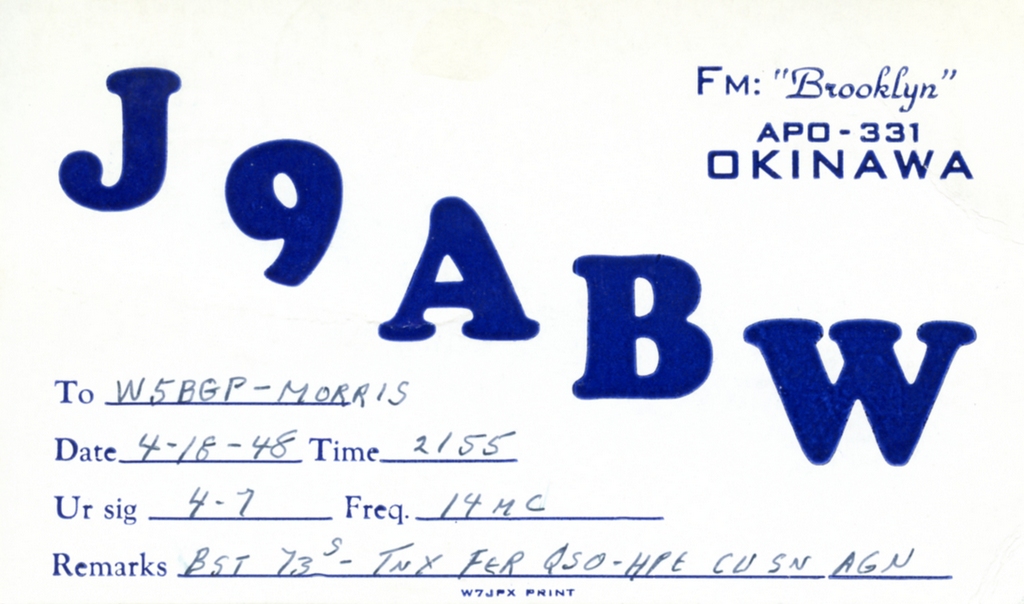 FM: "Brooklyn"
APO - 331
OKINAWA
J9ABW
To W5BGP - MORRIS
Date 4-18-48 Time 2155
Ur sig 4-7 Freq. 14 MC
Remarks BST 73S - TNX FER QSO - HPE CU SN AGN
W7JPX PRINT